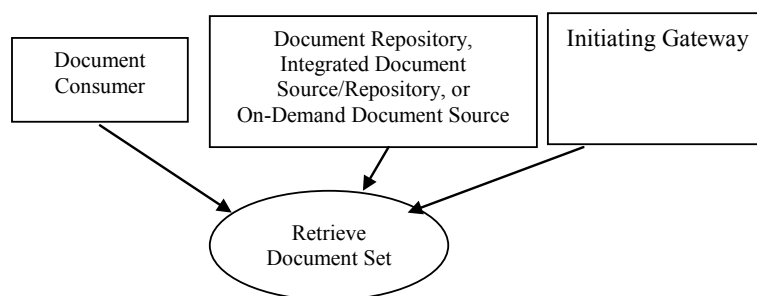 Document
Consumer
Document Repository,
Integrated Document
Source/Repository, or
On-Demand Document Source
Initiating Gateway
Retrieve
Document Set